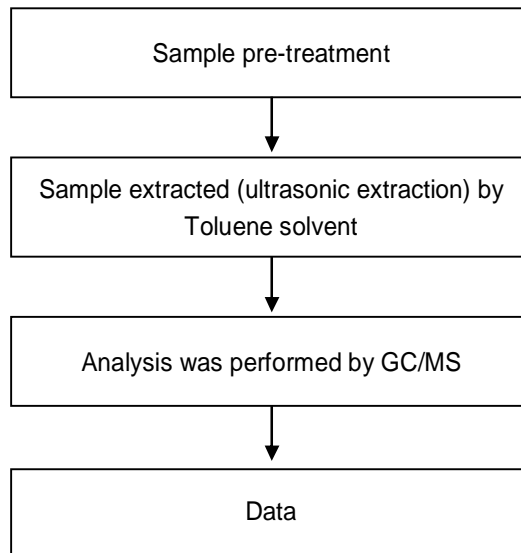 Sample pre-treatment
Sample extracted (ultrasonic extraction) by
Toluene solvent
Analysis was performed by GC/MS
Data